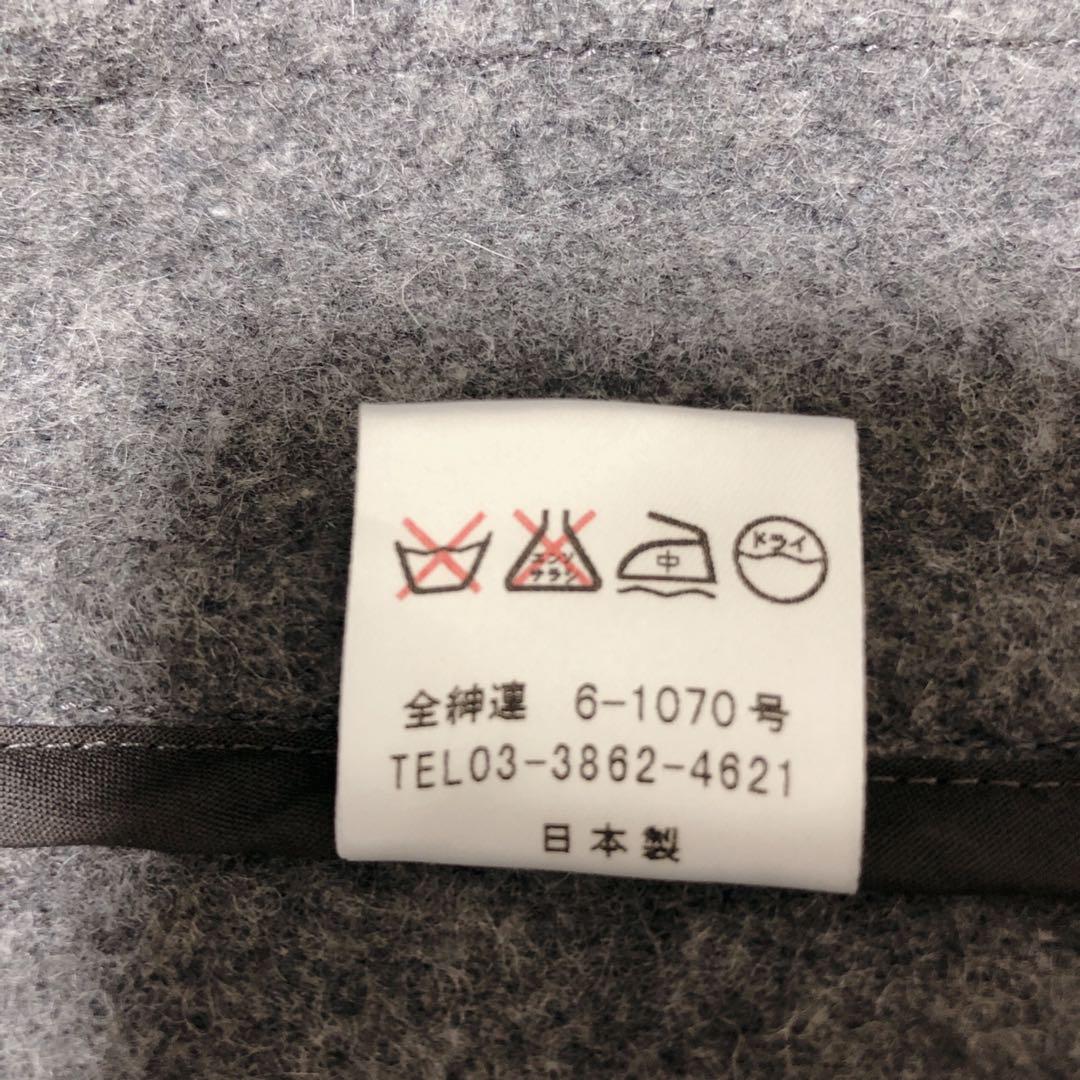 エンソ
サラシ
中
ドライ
全紳連 6-1070号
TEL03-3862-4621
日本製